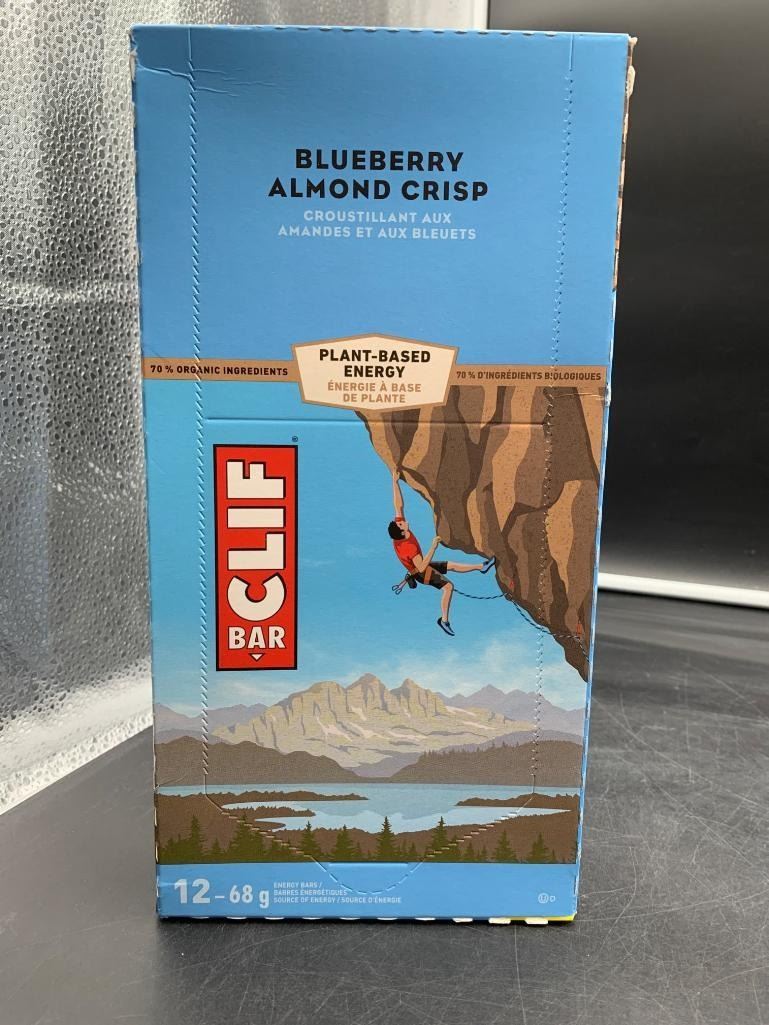 BLUEBERRY
ALMOND CRISP
CROUSTILLANT AUX
AMANDES ET AUX BLEUETS
70 % ORGANIC INGREDIENTS
PLANT-BASED
ENERGY
ÉNERGIE À BASE
DE PLANTE
70 % D'INGRÉDIENTS BIOLOGIQUES
CLIF
BAR
®
12-68 g
ENERGY BARS /
BARRES ÉNERGÉTIQUES
SOURCE OF ENERGY / SOURCE D'ÉNERGIE
U D